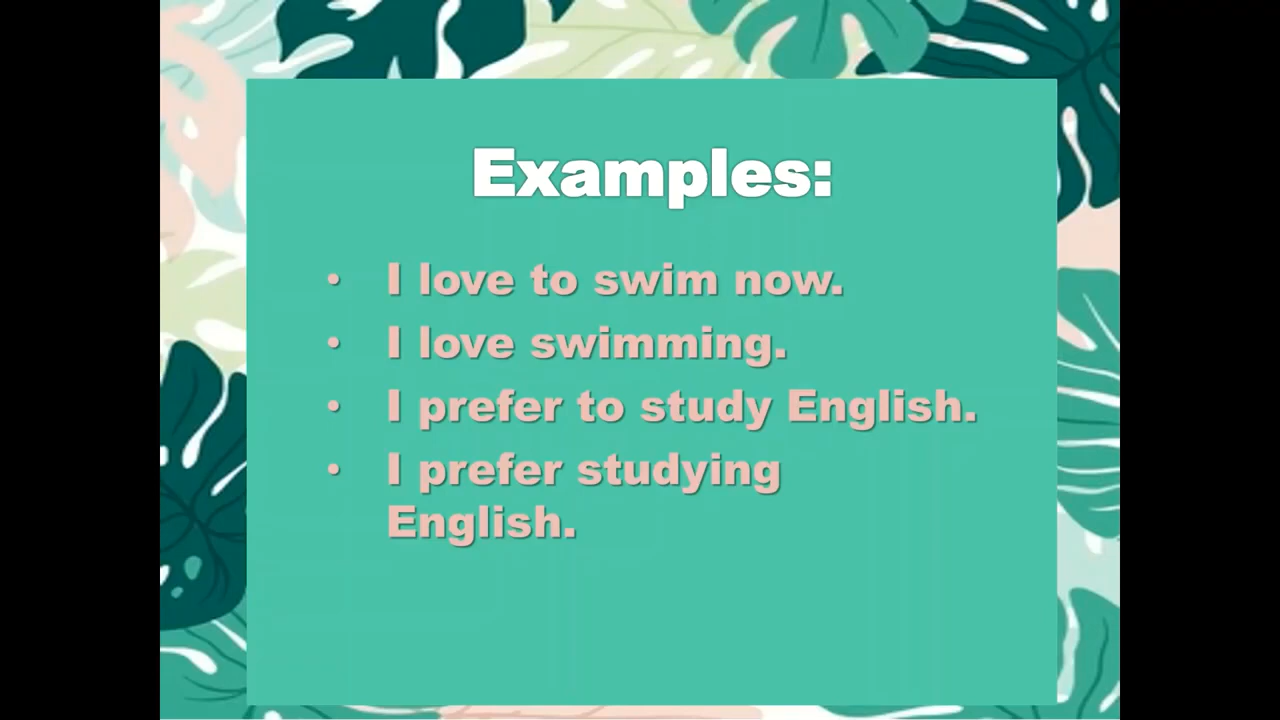 Examples:
• I love to swim now.
• I love swimming.
• I prefer to study English.
• I prefer studying
English.